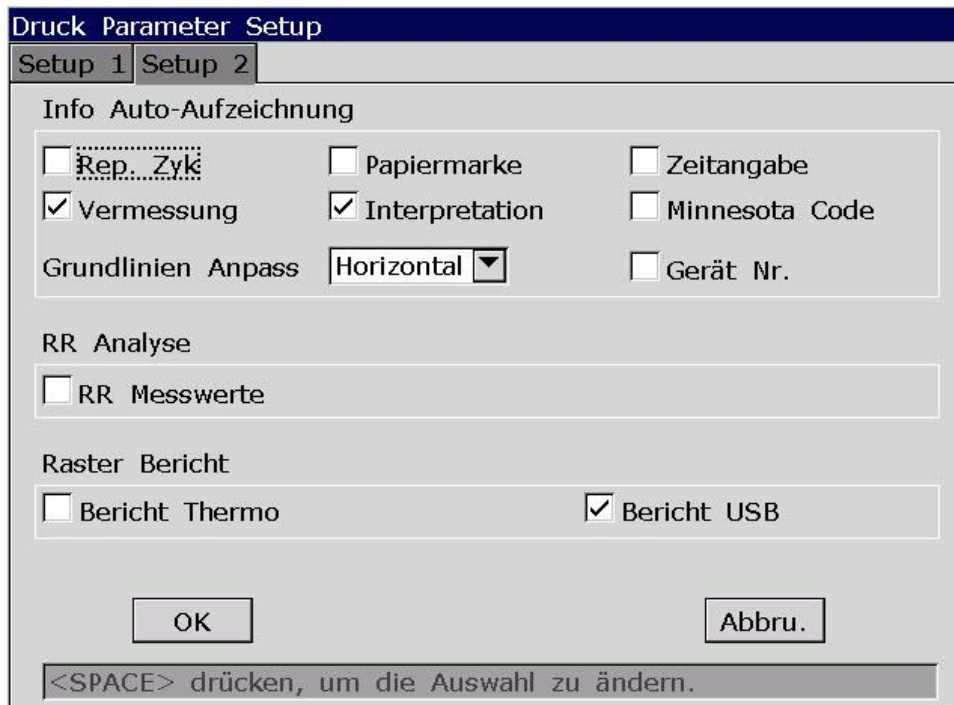 Druck Parameter Setup
Setup 1 Setup 2
Info Auto-Aufzeichnung
Rep. Zyk Papiermarke Zeitangabe
Vermessung Interpretation Minnesota Code
Grundlinien Anpass Horizontal Gerät Nr.
RR Analyse
RR Messwerte
Raster Bericht
Bericht Thermo Bericht USB
OK Abbru.
<SPACE> drücken, um die Auswahl zu ändern.